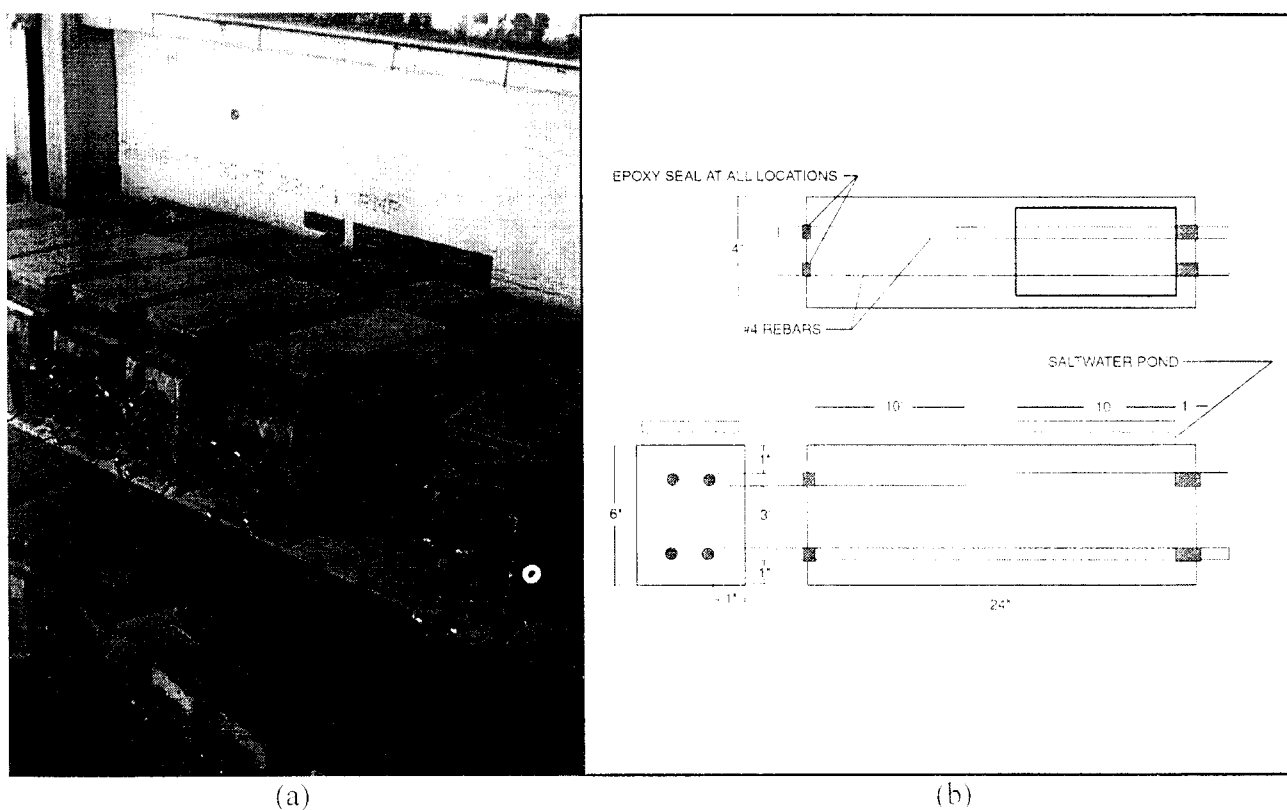 EPOXY SEAL AT ALL LOCATIONS
4"
#4 REBARS
SALTWATER POND
10"
10
1
1"
6"
3"
1"
1"
24"
(a)
(b)